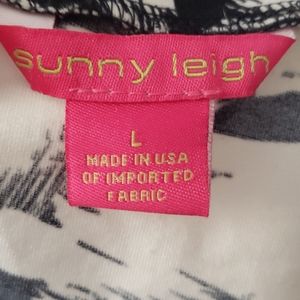 sunny leigh
L
MADE IN USA
OF IMPORTED
FABRIC